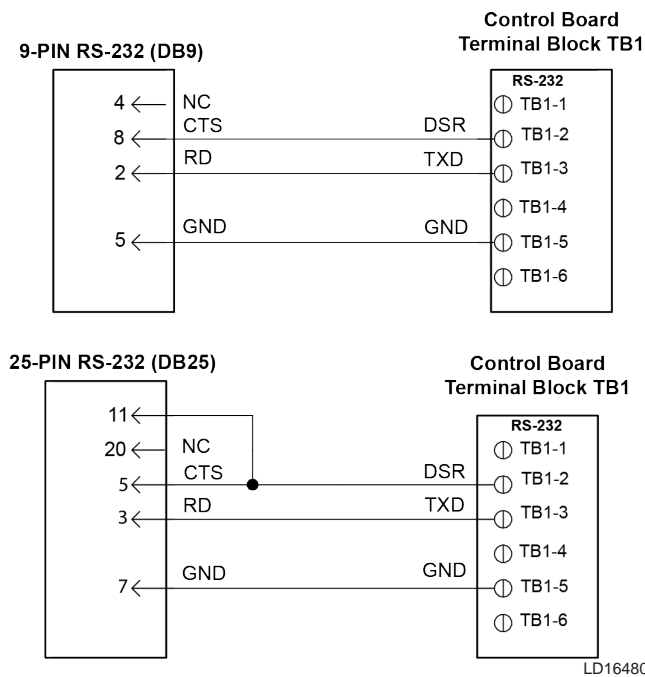 Control Board
Terminal Block TB1
9-PIN RS-232 (DB9)
RS-232
4 NC TB1-1
CTS DSR
8 TB1-2
RD TXD
2 TB1-3
TB1-4
GND GND
5 TB1-5
TB1-6
25-PIN RS-232 (DB25)
Control Board
Terminal Block TB1
11
RS-232
20 NC TB1-1
CTS DSR
5 TB1-2
RD TXD
3 TB1-3
TB1-4
GND GND
7 TB1-5
TB1-6
LD16480